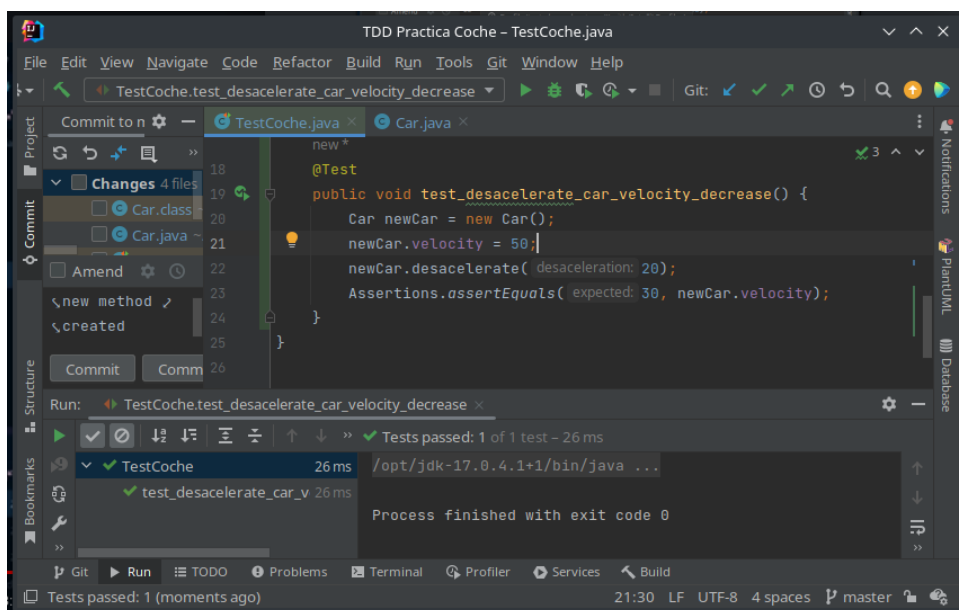 TDD Practica Coche – TestCoche.java
File Edit View Navigate Code Refactor Build Run Tools Git Window Help
TestCoche.test_desacelerate_car_velocity_decrease Git:
Project
Commit
Structure
Bookmarks
Commit to n
Changes 4 files
Car.class
Car.java
Amend
new method
created
Commit Comm
TestCoche.java Car.java
new *
3
18 @Test
19 public void test_desacelerate_car_velocity_decrease() {
20 Car newCar = new Car();
21 newCar.velocity = 50;
22 newCar.desacelerate( desaceleration: 20);
23 Assertions.assertEquals( expected: 30, newCar.velocity);
24 }
25 }
26
Notifications
PlantUML
Database
Run: TestCoche.test_desacelerate_car_velocity_decrease
Tests passed: 1 of 1 test – 26 ms
TestCoche 26 ms
test_desacelerate_car_v 26 ms
/opt/jdk-17.0.4.1+1/bin/java ...
Process finished with exit code 0
Git Run TODO Problems Terminal Profiler Services Build
Tests passed: 1 (moments ago) 21:30 LF UTF-8 4 spaces master